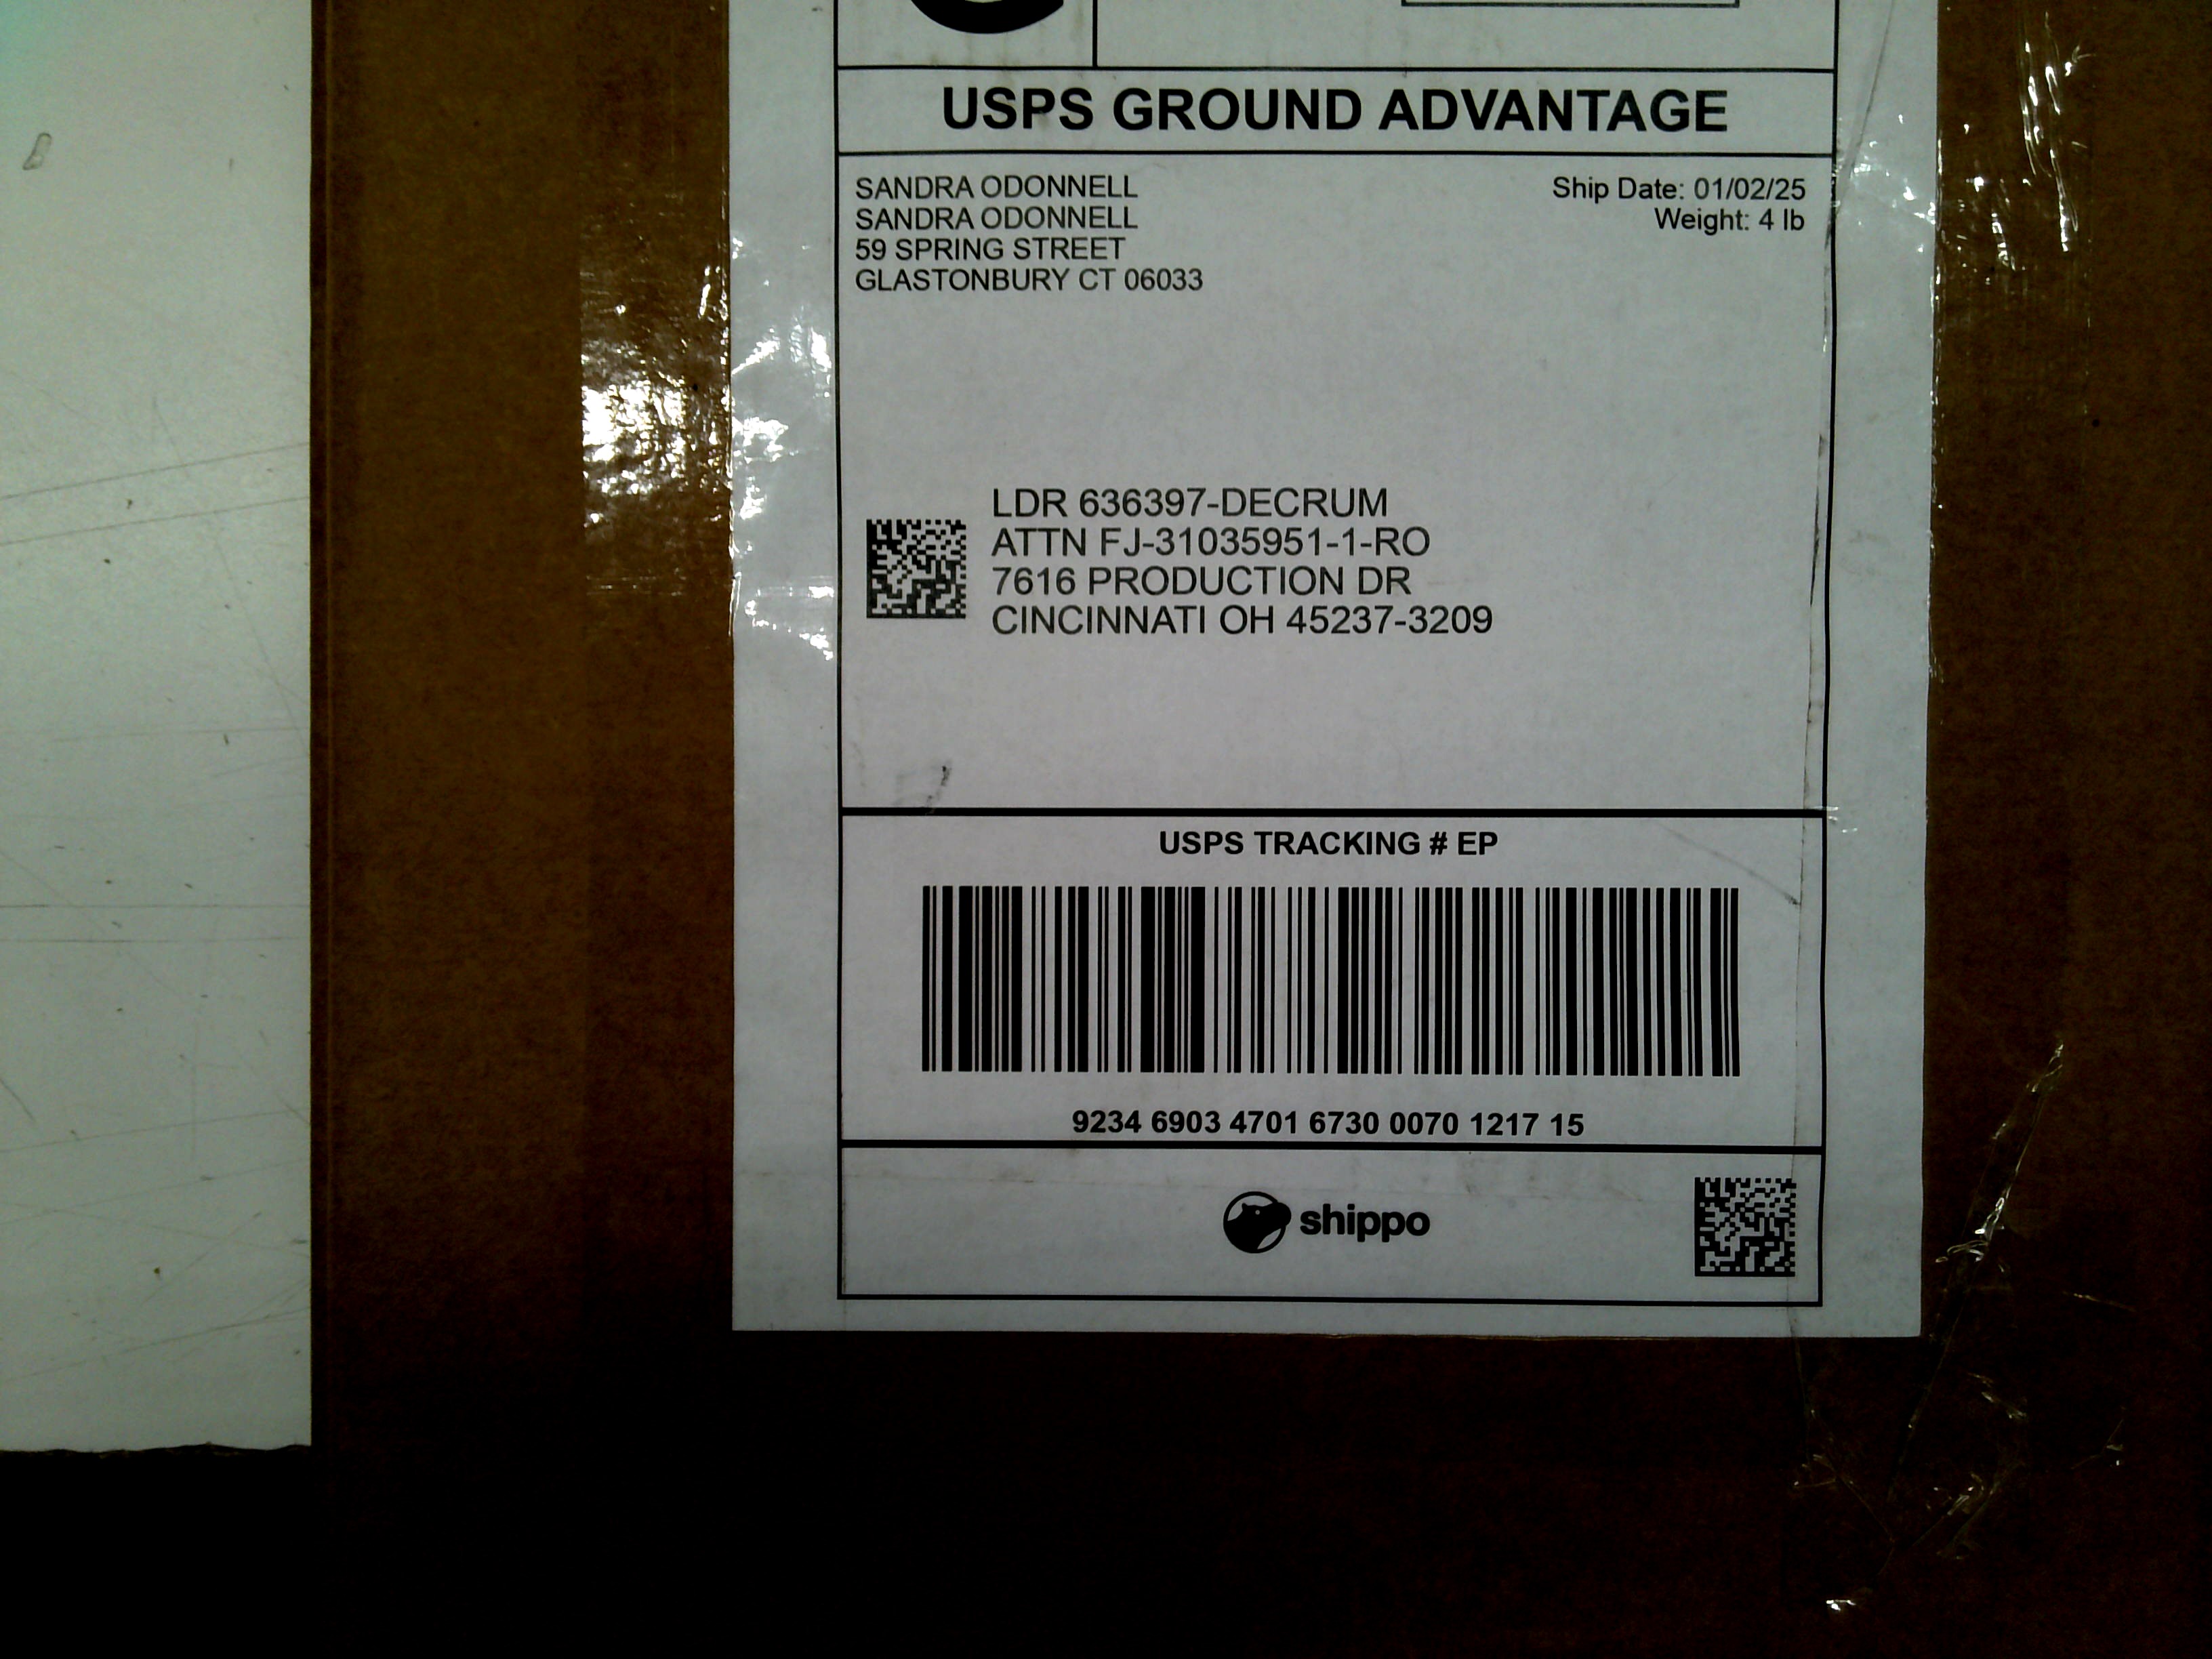 USPS GROUND ADVANTAGE
SANDRA ODONNELL
SANDRA ODONNELL
59 SPRING STREET
GLASTONBURY CT 06033
Ship Date: 01/02/25
Weight: 4 lb
LDR 636397-DECRUM
ATTN FJ-31035951-1-RO
7616 PRODUCTION DR
CINCINNATI OH 45237-3209
USPS TRACKING # EP
9234 6903 4701 6730 0070 1217 15
shippo